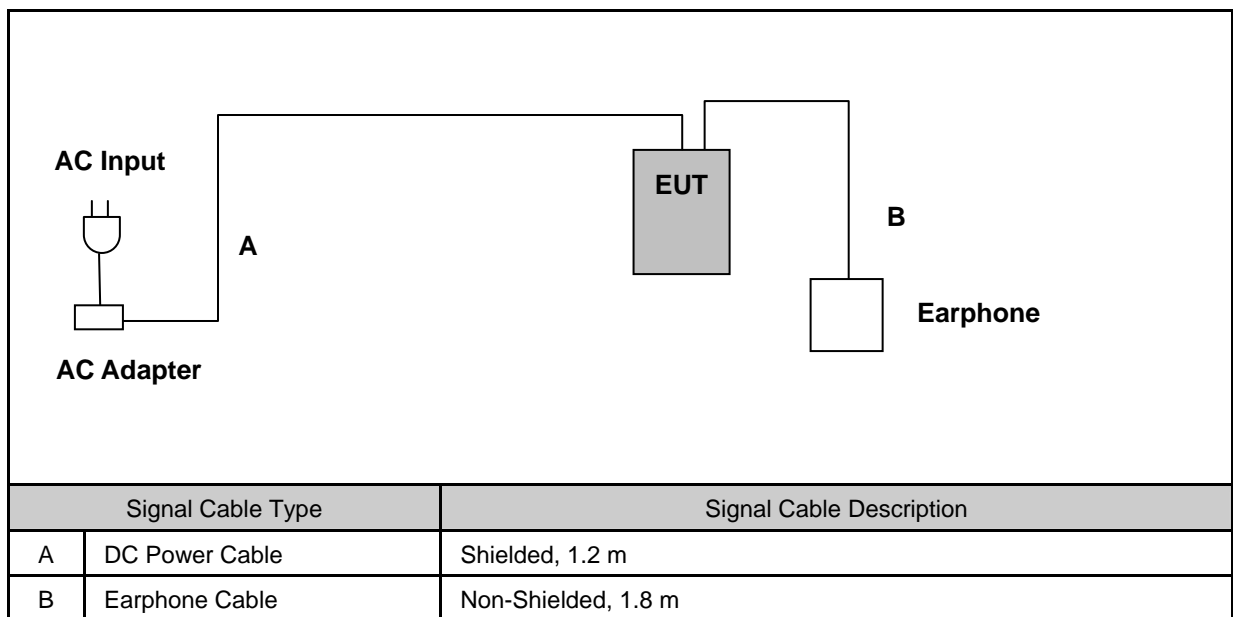 AC Input
EUT
B
A
Earphone
AC Adapter
Signal Cable Type Signal Cable Description
A DC Power Cable Shielded, 1.2 m
B Earphone Cable Non-Shielded, 1.8 m